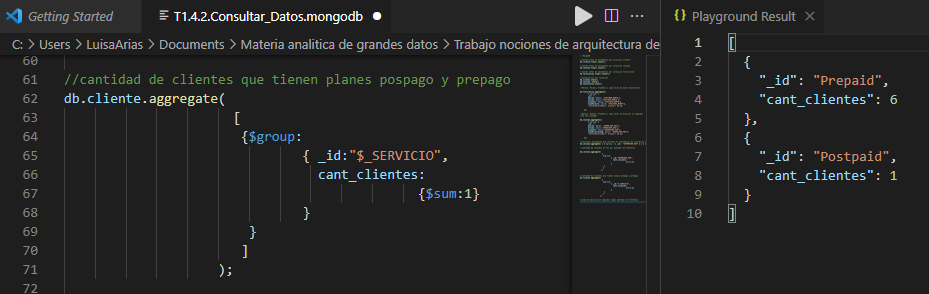 Getting Started
T1.4.2.Consultar_Datos.mongodb
C: > Users > LuisaArias > Documents > Materia analitica de grandes datos > Trabajo nociones de arquitectura de
60
61 //cantidad de clientes que tienen planes pospago y prepago
62 db.cliente.aggregate(
63 [
64 {$group:
65 { _id:"$_SERVICIO",
66 cant_clientes:
67 {$sum:1}
68 }
69 }
70 ]
71 );
72
{} Playground Result
1 [
2 {
3 "_id": "Prepaid",
4 "cant_clientes": 6
5 },
6 {
7 "_id": "Postpaid",
8 "cant_clientes": 1
9 }
10 ]